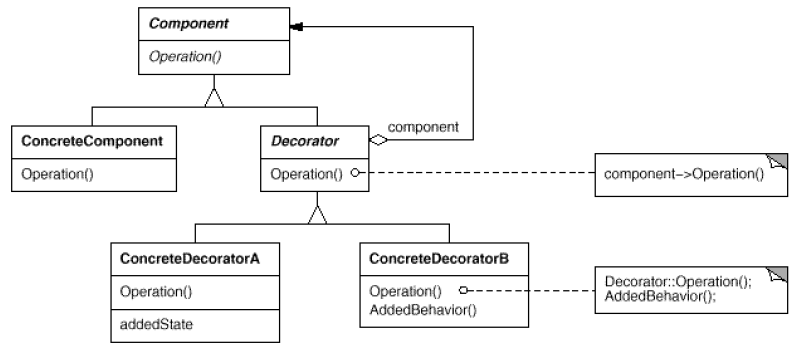 Component
Operation()
component
ConcreteComponent
Operation()
Decorator
Operation()
component->Operation()
ConcreteDecoratorA
Operation()
addedState
ConcreteDecoratorB
Operation()
AddedBehavior()
Decorator::Operation();
AddedBehavior();